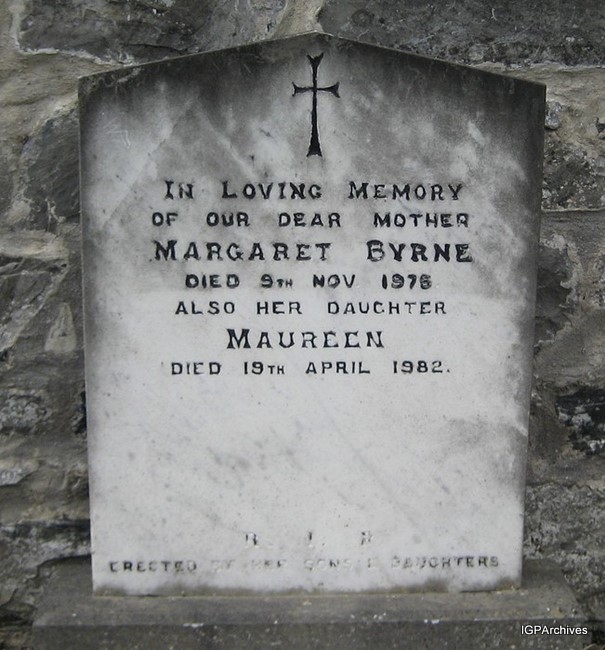 In Loving Memory
OF OUR DEAR MOTHER
MARGARET BYRNE
DIED 9TH NOV 1976
ALSO HER DAUGHTER
MAUREEN
DIED 19TH APRIL 1982.
R. I. P.
ERECTED BY HER SONS & DAUGHTERS
IGPArchives